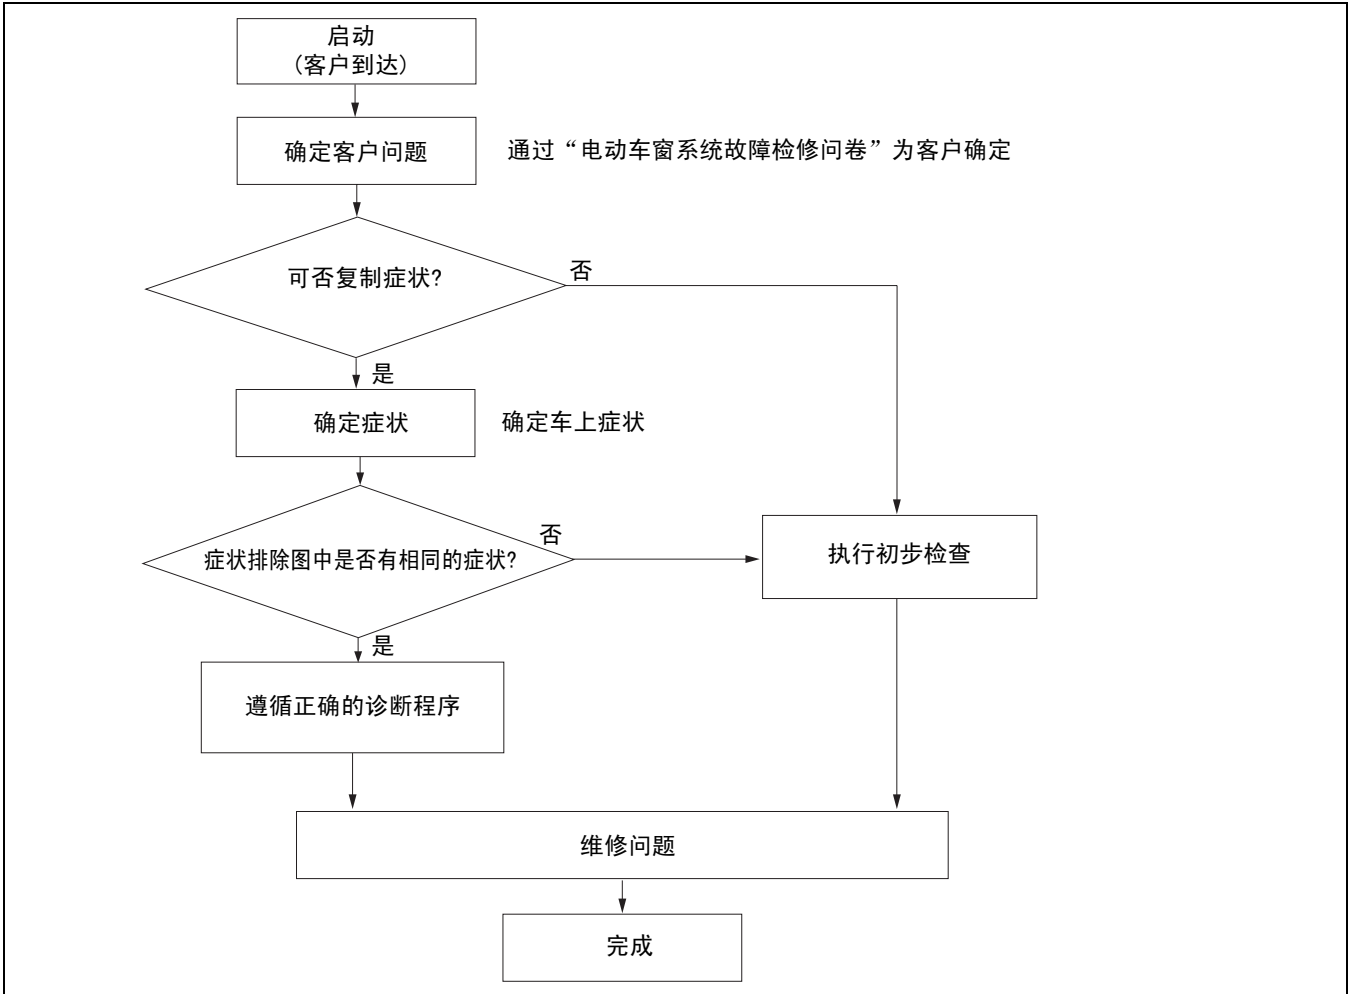 启动
(客户到达)
确定客户问题
通过“电动车窗系统故障检修问卷”为客户确定
可否复制症状?
否
是
确定症状
确定车上症状
症状排除图中是否有相同的症状?
否
执行初步检查
是
遵循正确的诊断程序
维修问题
完成